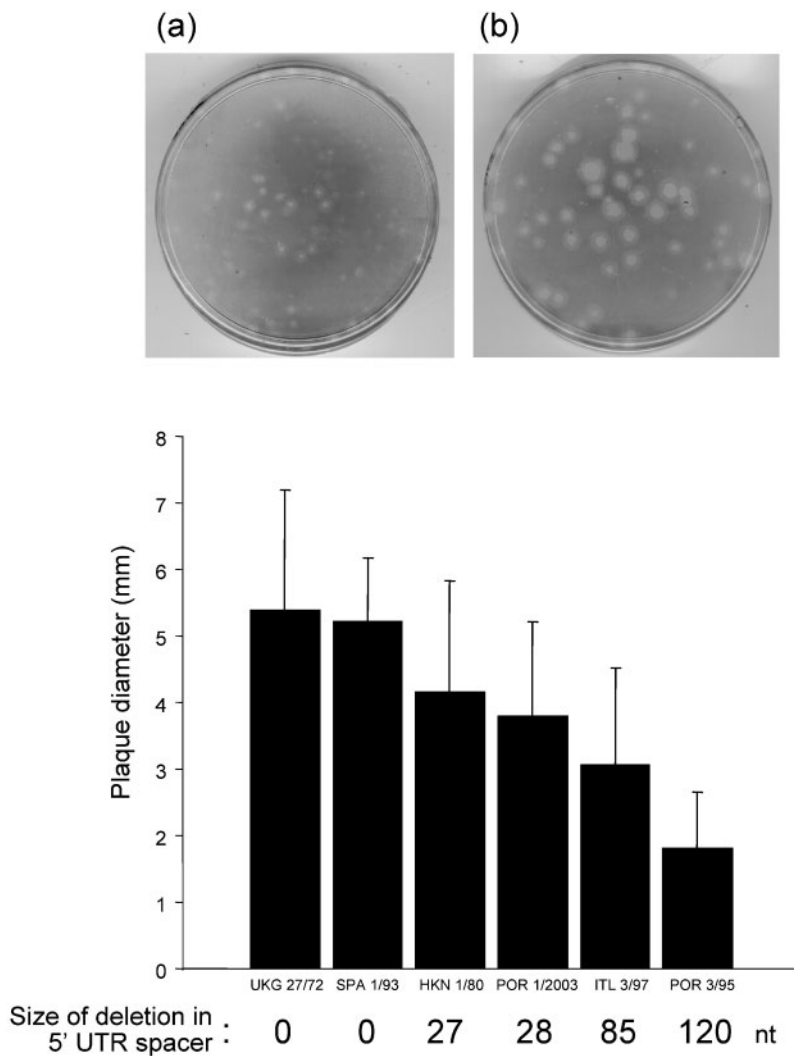 (a)
(b)
8
7
6
5
4
3
2
1
0
Plaque diameter (mm)
UKG 27/72 SPA 1/93 HKN 1/80 POR 1/2003 ITL 3/97 POR 3/95
Size of deletion in
5' UTR spacer : 0 0 27 28 85 120 nt